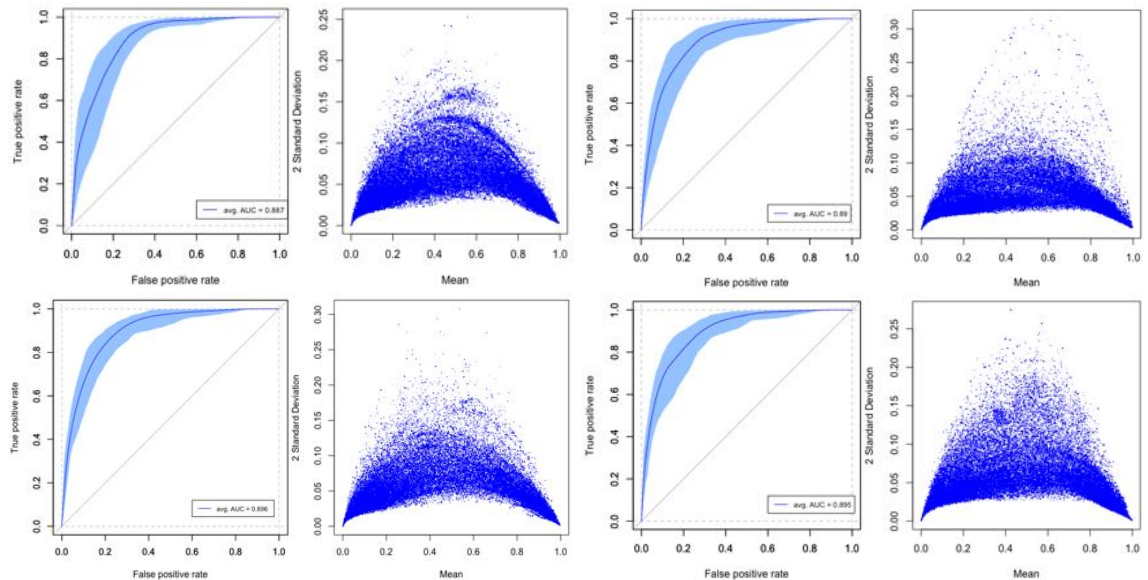 True positive rate
0.0 0.2 0.4 0.6 0.8 1.0
avg. AUC = 0.887
0.0 0.2 0.4 0.6 0.8 1.0
False positive rate
2 Standard Deviation
0.00 0.05 0.10 0.15 0.20 0.25
0.0 0.2 0.4 0.6 0.8 1.0
Mean
True positive rate
0.0 0.2 0.4 0.6 0.8 1.0
avg. AUC = 0.89
0.0 0.2 0.4 0.6 0.8 1.0
False positive rate
2 Standard Deviation
0.00 0.05 0.10 0.15 0.20 0.25 0.30
0.0 0.2 0.4 0.6 0.8 1.0
Mean
True positive rate
0.0 0.2 0.4 0.6 0.8 1.0
avg. AUC = 0.896
0.0 0.2 0.4 0.6 0.8 1.0
False positive rate
2 Standard Deviation
0.00 0.05 0.10 0.15 0.20 0.25 0.30
0.0 0.2 0.4 0.6 0.8 1.0
Mean
True positive rate
0.0 0.2 0.4 0.6 0.8 1.0
avg. AUC = 0.895
0.0 0.2 0.4 0.6 0.8 1.0
False positive rate
2 Standard Deviation
0.00 0.05 0.10 0.15 0.20 0.25
0.0 0.2 0.4 0.6 0.8 1.0
Mean